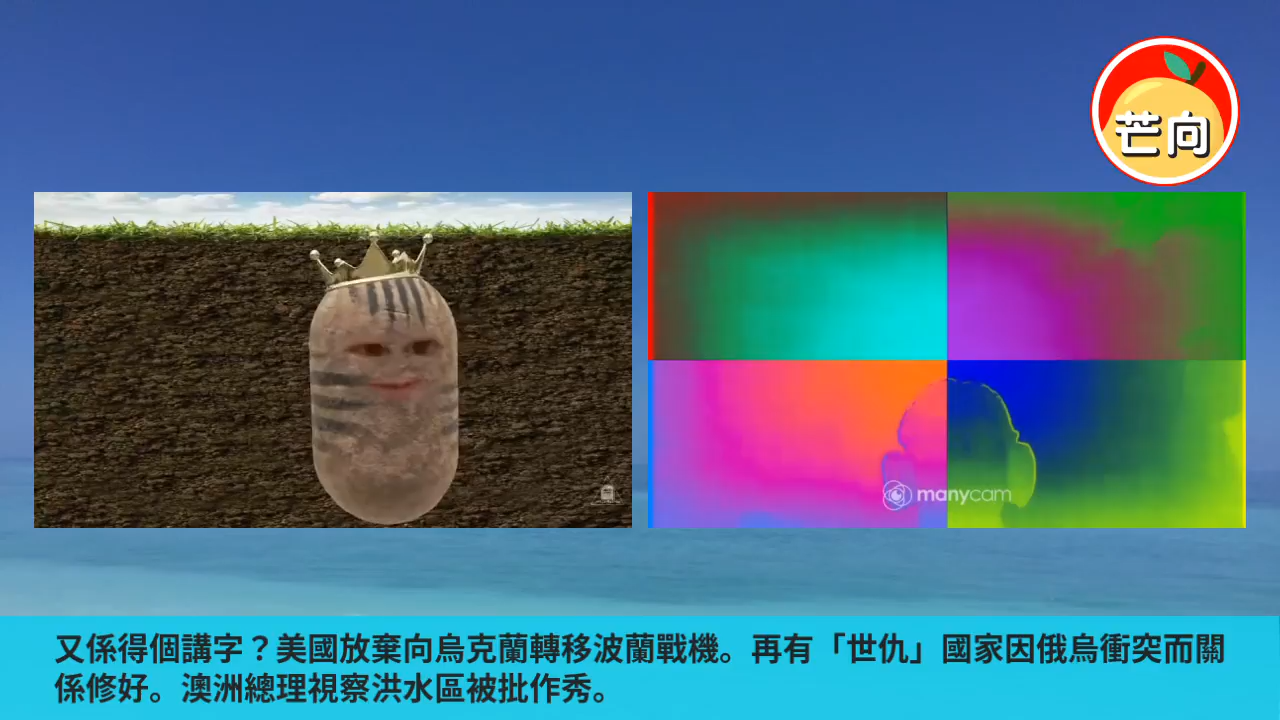 芒向
manycam
又係得個講字？美國放棄向烏克蘭轉移波蘭戰機。再有「世仇」國家因俄烏衝突而關
係修好。澳洲總理視察洪水區被批作秀。